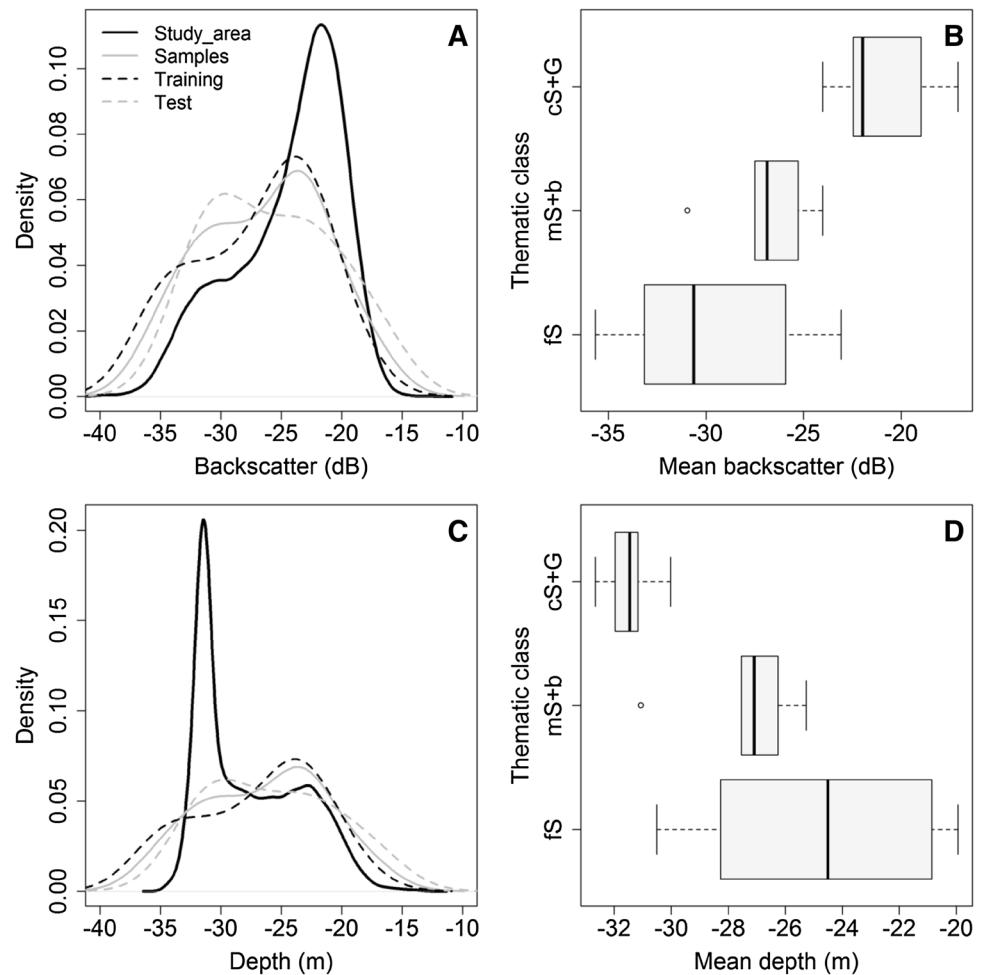 A
Study_area
Samples
Training
Test
Density
0.00 0.02 0.04 0.06 0.08 0.10
-40 -35 -30 -25 -20 -15 -10
Backscatter (dB)
B
Thematic class
cS+G
mS+b
fS
-35 -30 -25 -20
Mean backscatter (dB)
C
Density
0.00 0.05 0.10 0.15 0.20
-40 -35 -30 -25 -20 -15 -10
Depth (m)
D
Thematic class
cS+G
mS+b
fS
-32 -30 -28 -26 -24 -22 -20
Mean depth (m)